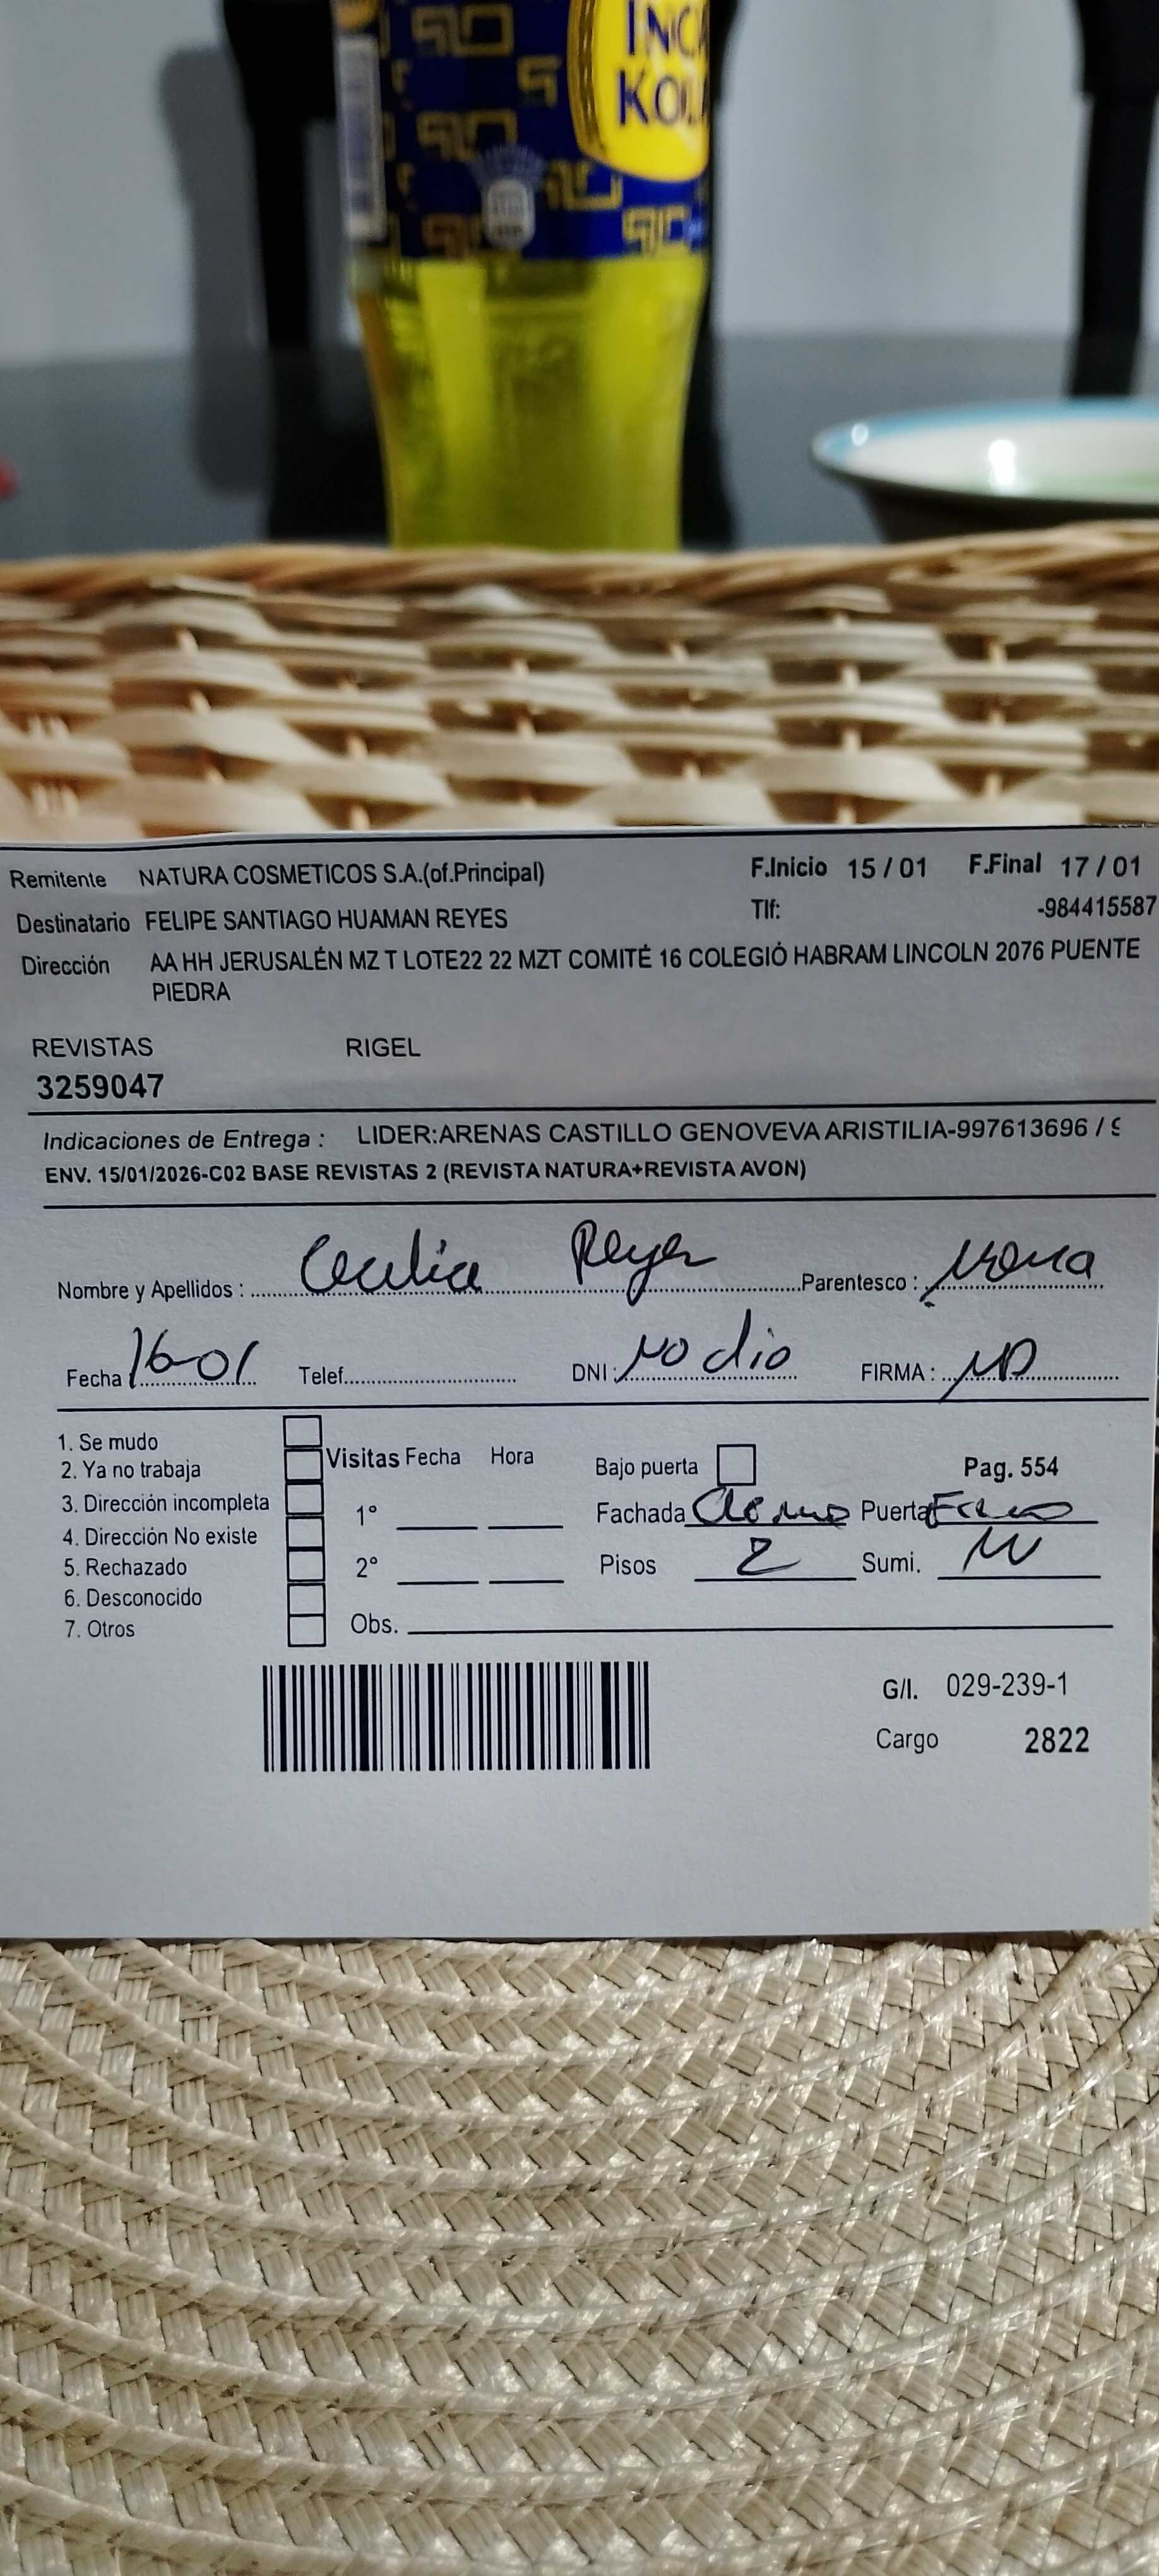 INCA
KOLA
Remitente NATURA COSMETICOS S.A.(of.Principal) F.Inicio 15 / 01 F.Final 17 / 01
Destinatario FELIPE SANTIAGO HUAMAN REYES Tlf: -984415587
Dirección AA HH JERUSALÉN MZ T LOTE22 22 MZT COMITÉ 16 COLEGIÓ HABRAM LINCOLN 2076 PUENTE
PIEDRA
REVISTAS RIGEL
3259047
Indicaciones de Entrega : LIDER:ARENAS CASTILLO GENOVEVA ARISTILIA-997613696 / 9
ENV. 15/01/2026-C02 BASE REVISTAS 2 (REVISTA NATURA+REVISTA AVON)
Nombre y Apellidos : Cecilia Reyes Parentesco :
Fecha 16-01 Telef. DNI: No dio FIRMA :
1. Se mudo
2. Ya no trabaja Visitas Fecha Hora Bajo puerta Pag. 554
3. Dirección incompleta 1° Fachada Puerta
4. Dirección No existe
5. Rechazado 2° Pisos 2 Sumi.
6. Desconocido
7. Otros Obs.
G/I. 029-239-1
Cargo 2822